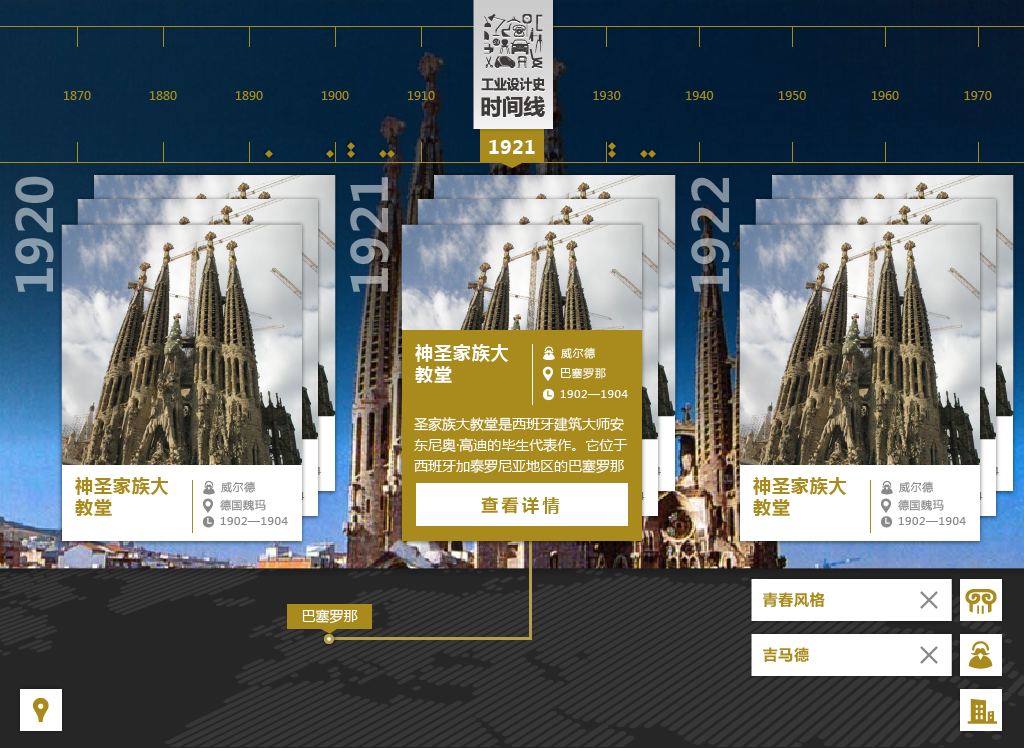 工业设计史
时间线
1870
1880
1890
1900
1910
1930
1940
1950
1960
1970
1921
1920
神圣家族大
教堂
威尔德
德国魏玛
1902—1904
1921
神圣家族大
教堂
威尔德
巴塞罗那
1902—1904
圣家族大教堂是西班牙建筑大师安
东尼奥·高迪的毕生代表作。它位于
西班牙加泰罗尼亚地区的巴塞罗那
查看详情
1922
神圣家族大
教堂
威尔德
德国魏玛
1902—1904
巴塞罗那
青春风格
吉马德